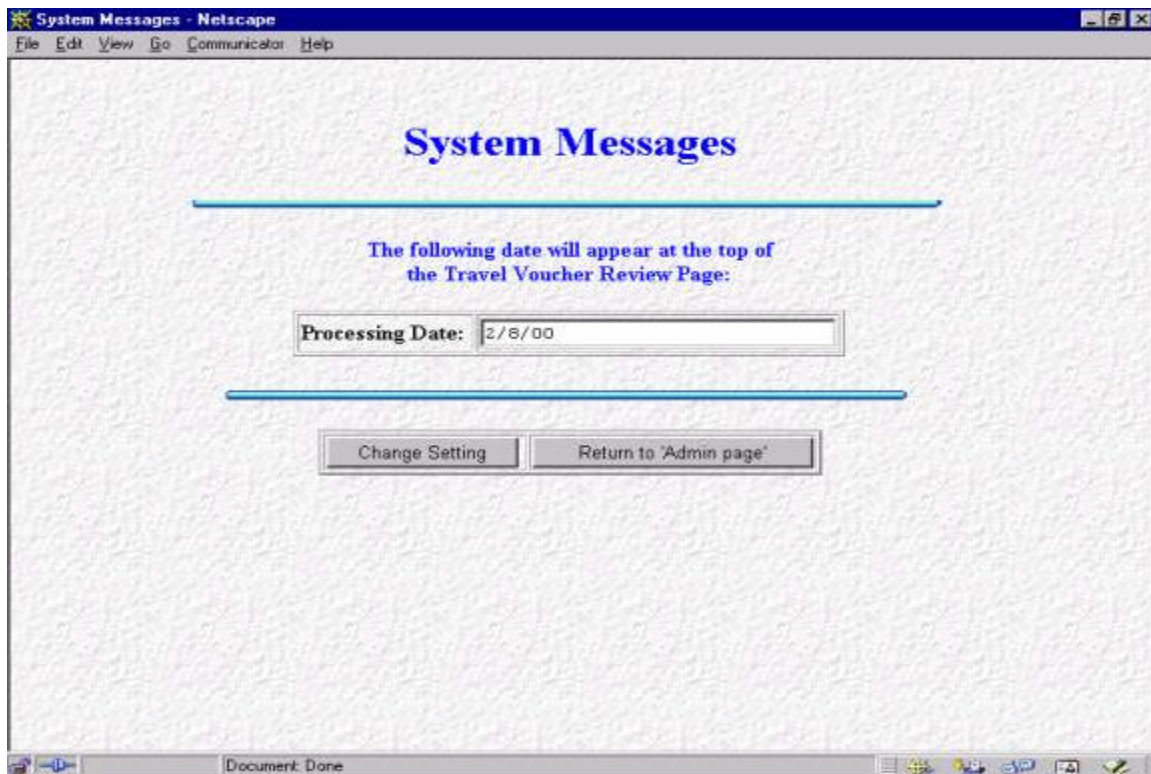 System Messages - Netscape
File Edit View Go Communicator Help
System Messages
The following date will appear at the top of
the Travel Voucher Review Page:
Processing Date: 2/8/00
Change Setting Return to 'Admin page'
Document: Done